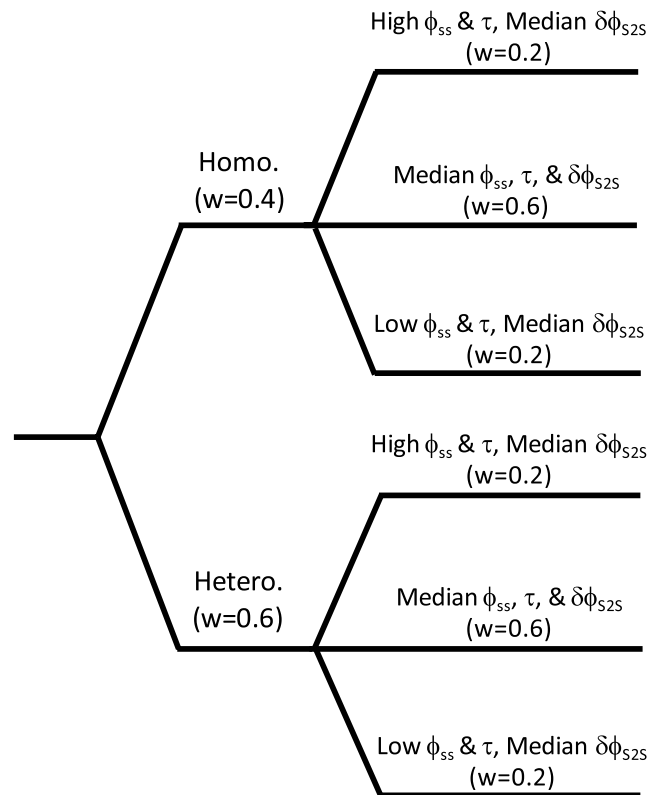 High ϕss & τ, Median δϕS2S
(w=0.2)
Homo.
(w=0.4)
Median ϕss, τ, & δϕS2S
(w=0.6)
Low ϕss & τ, Median δϕS2S
(w=0.2)
High ϕss & τ, Median δϕS2S
(w=0.2)
Hetero.
(w=0.6)
Median ϕss, τ, & δϕS2S
(w=0.6)
Low ϕss & τ, Median δϕS2S
(w=0.2)